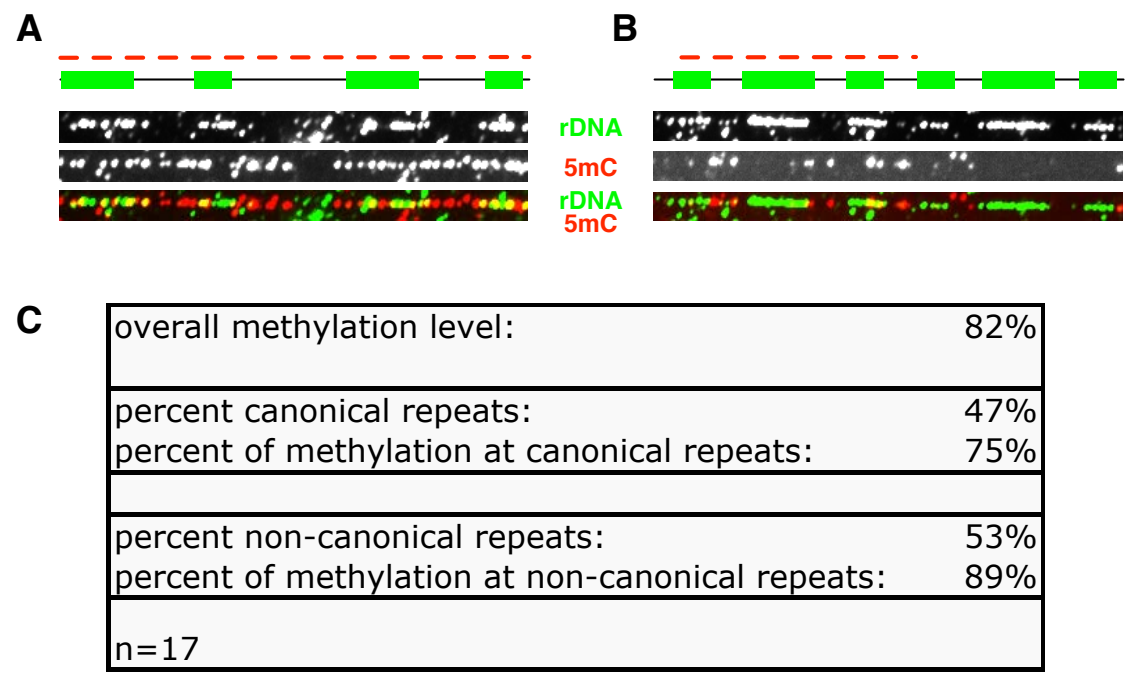 A
B
rDNA
5mC
rDNA
5mC
C
overall methylation level: 82%
percent canonical repeats: 47%
percent of methylation at canonical repeats: 75%
percent non-canonical repeats: 53%
percent of methylation at non-canonical repeats: 89%
n=17